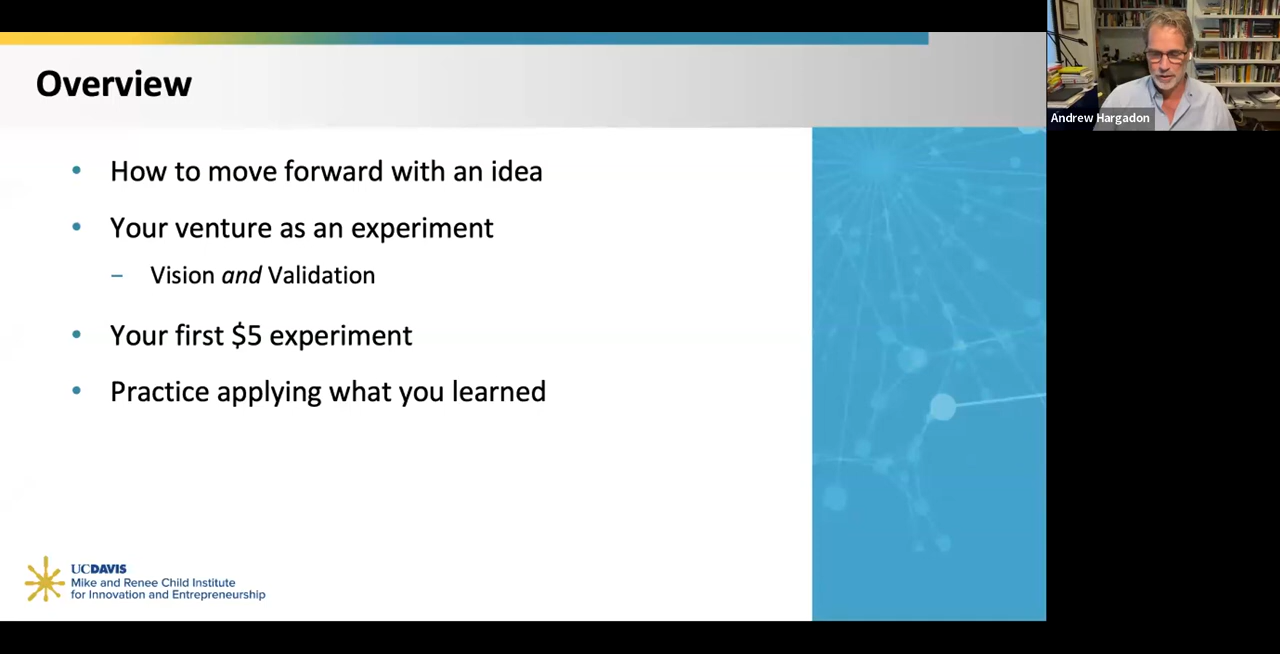 Overview
• How to move forward with an idea
• Your venture as an experiment
– Vision and Validation
• Your first $5 experiment
• Practice applying what you learned
UCDAVIS
Mike and Renee Child Institute
for Innovation and Entrepreneurship
Andrew Hargadon